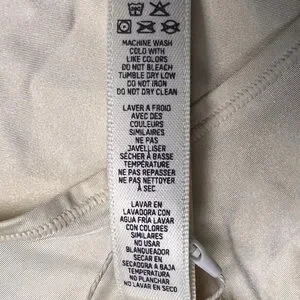 MACHINE WASH
COLD WITH
LIKE COLORS
DO NOT BLEACH
TUMBLE DRY LOW
DO NOT IRON
DO NOT DRY CLEAN
LAVER A FROID
AVEC DES
COULEURS
SIMILAIRES
NE PAS
JAVELLISER
SÉCHER À BASSE
TEMPÉRATURE
NE PAS REPASSER
NE PAS NETTOYER
À SEC
LAVAR EN
LAVADORA CON
AGUA FRÍA LAVAR
CON COLORES
SIMILARES
NO USAR
BLANQUEADOR
SECAR EN
SECADORA A BAJA
TEMPERATURA
NO PLANCHAR
NO LAVAR EN SECO